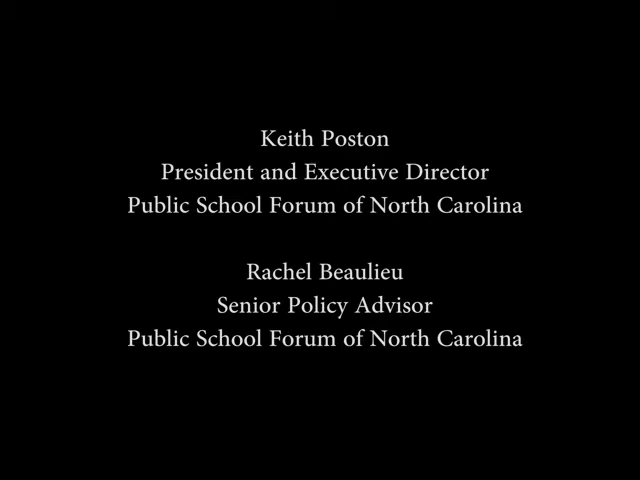 Keith Poston
President and Executive Director
Public School Forum of North Carolina
Rachel Beaulieu
Senior Policy Advisor
Public School Forum of North Carolina